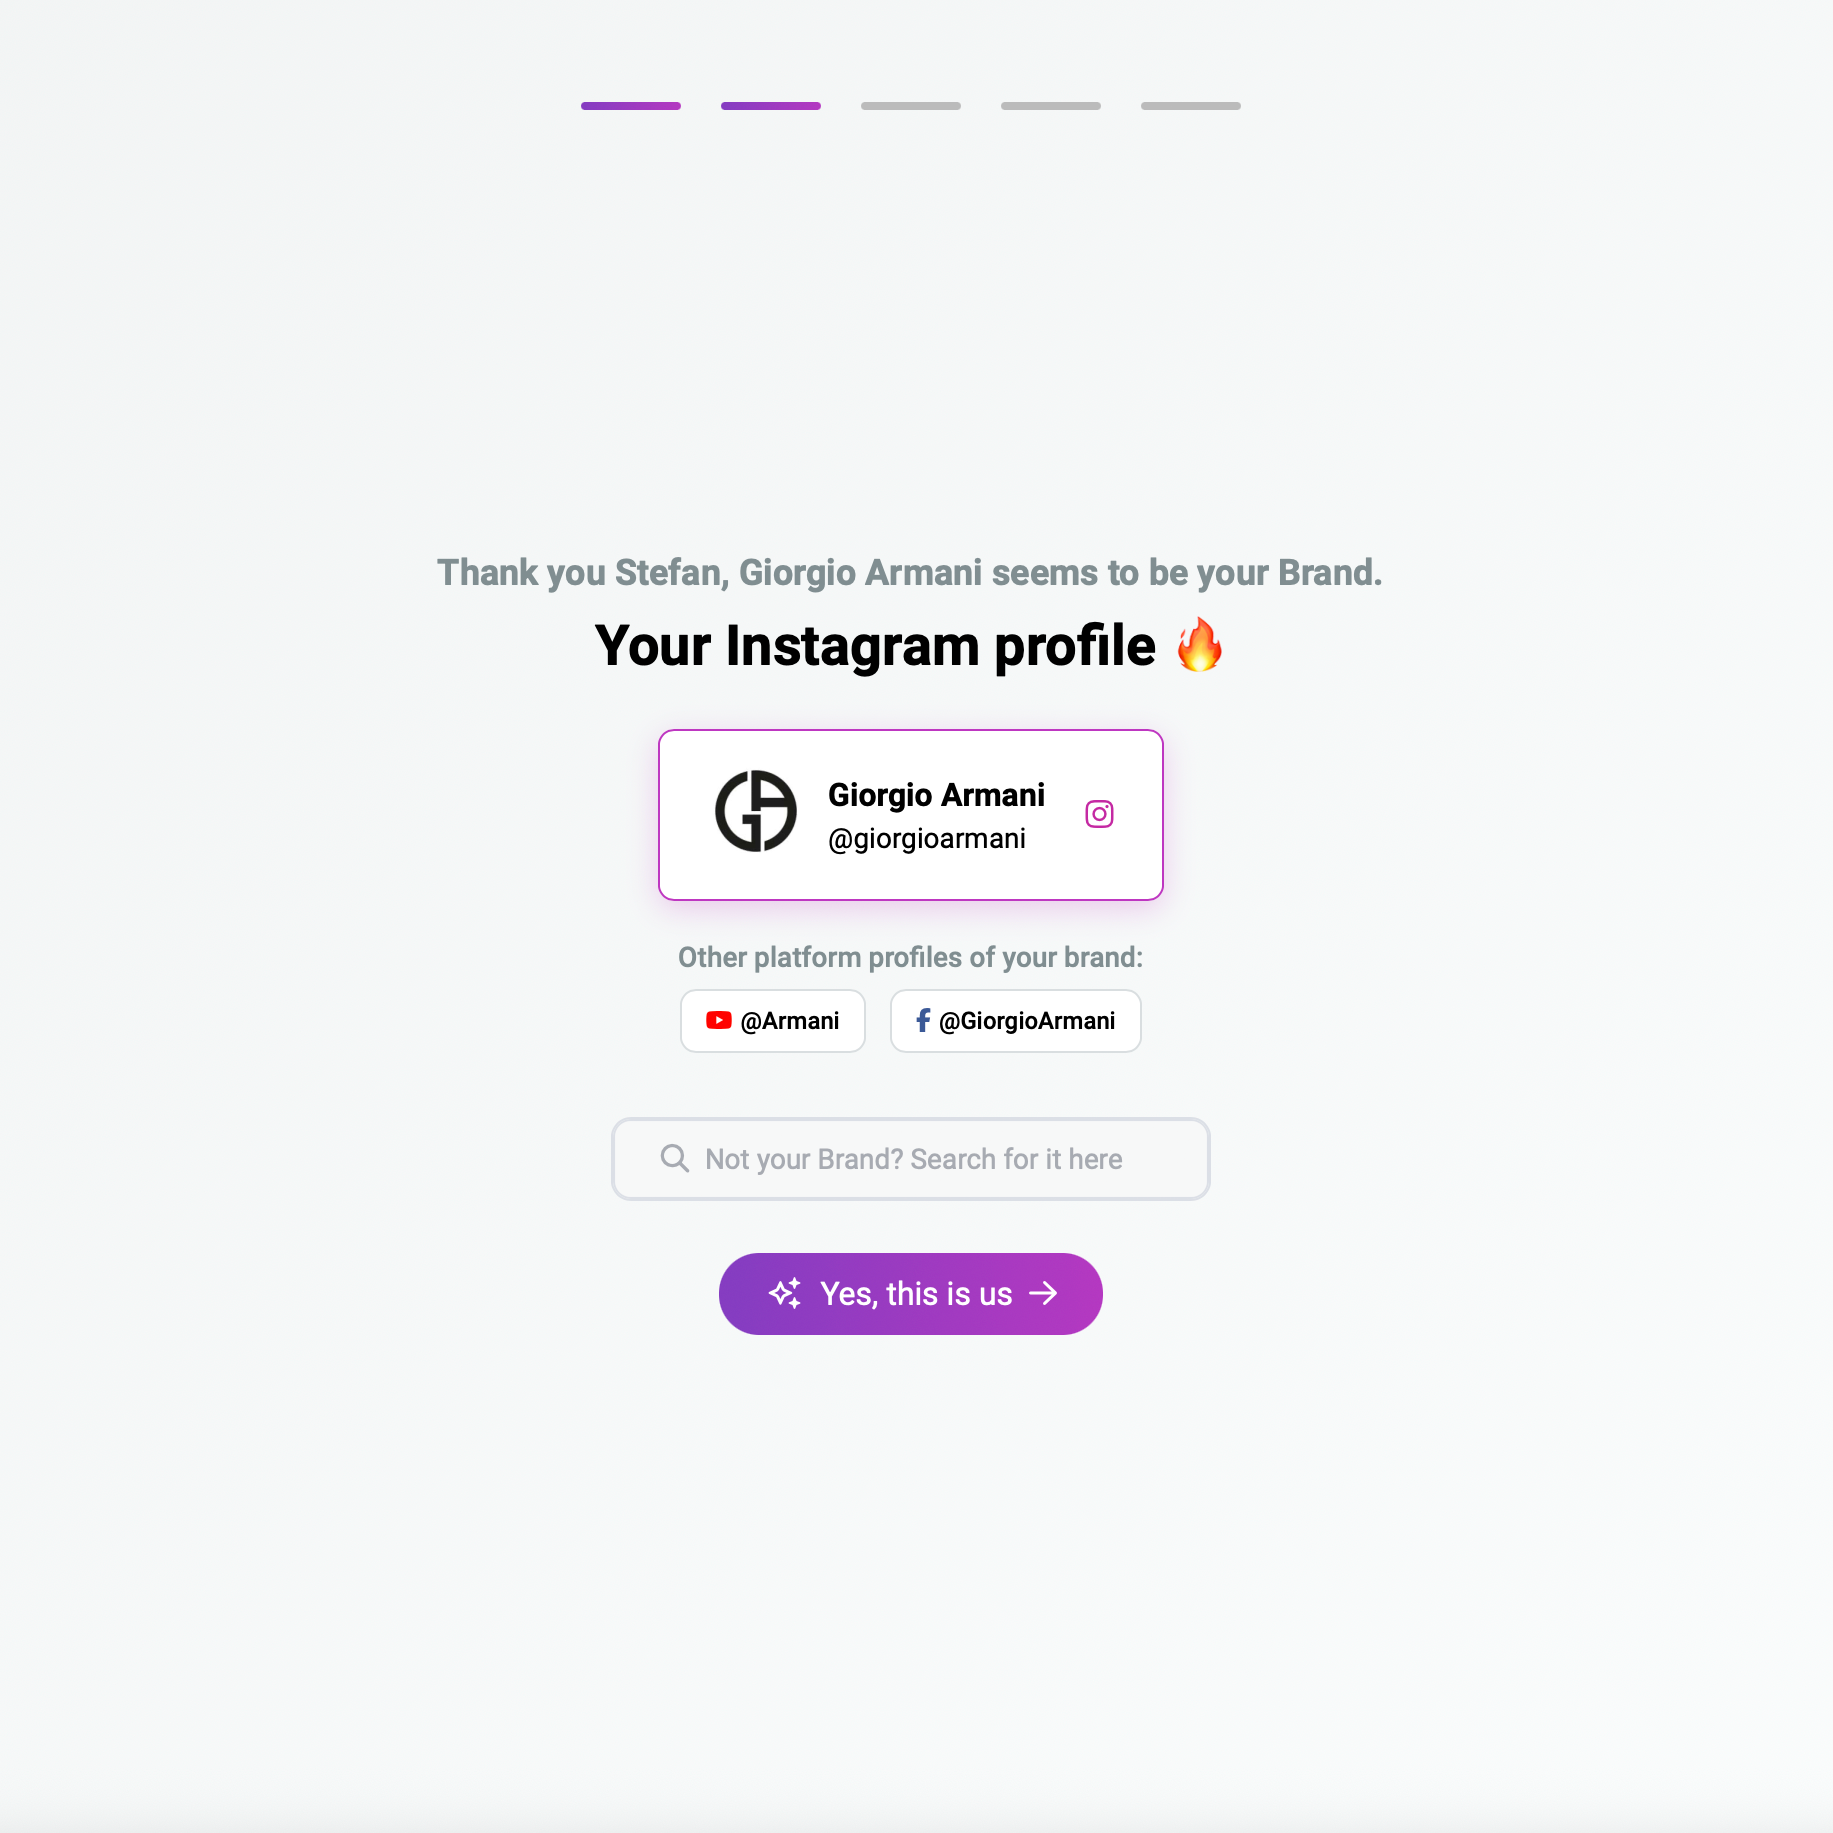 Thank you Stefan, Giorgio Armani seems to be your Brand.
Your Instagram profile 🔥
Giorgio Armani
@giorgioarmani
Other platform profiles of your brand:
@Armani
@GiorgioArmani
Not your Brand? Search for it here
Yes, this is us